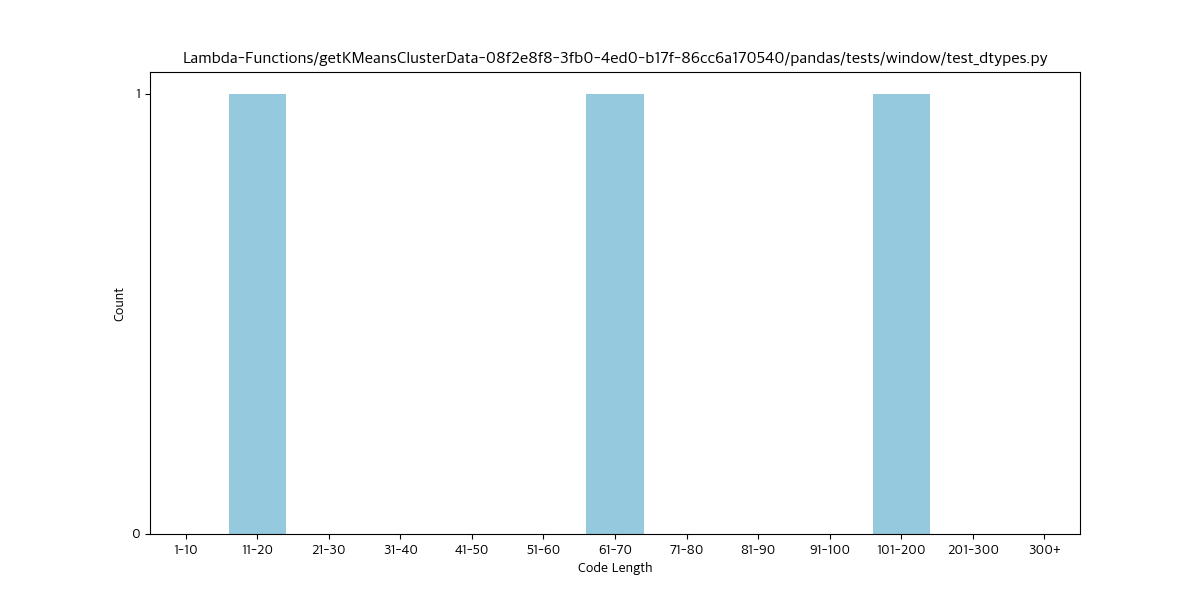 Lambda-Functions/getKMeansClusterData-08f2e8f8-3fb0-4ed0-b17f-86cc6a170540/pandas/tests/window/test_dtypes.py
1
Count
0
1-10 11-20 21-30 31-40 41-50 51-60 61-70 71-80 81-90 91-100 101-200 201-300 300+
Code Length